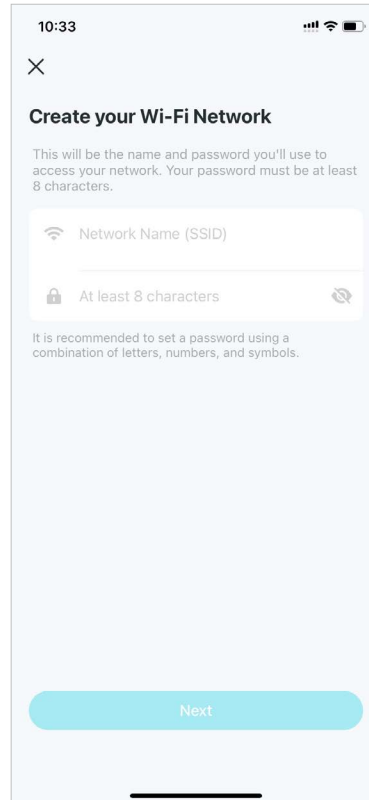 10:33
Create your Wi-Fi Network
This will be the name and password you'll use to
access your network. Your password must be at least
8 characters.
Network Name (SSID)
At least 8 characters
It is recommended to set a password using a
combination of letters, numbers, and symbols.
Next